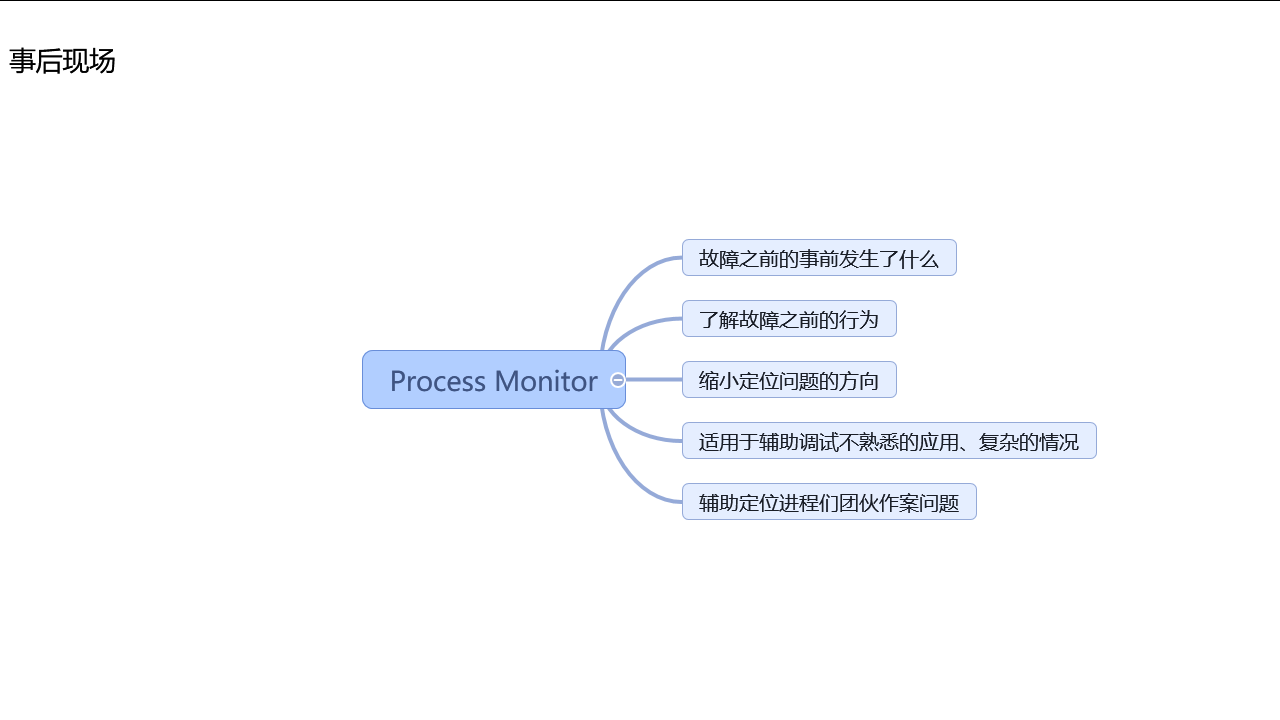 事后现场
故障之前的事前发生了什么
了解故障之前的行为
Process Monitor
缩小定位问题的方向
适用于辅助调试不熟悉的应用、复杂的情况
辅助定位进程们团伙作案问题